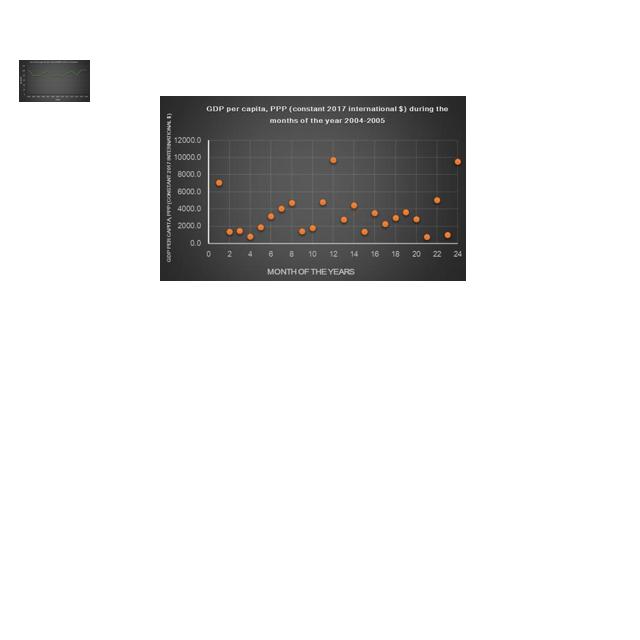 GDP per capita, PPP (constant 2017 international $) during the
months of the year 2004-2005
GDP PER CAPITA, PPP (CONSTANT 2017 INTERNATIONAL $)
12000.0
10000.0
8000.0
6000.0
4000.0
2000.0
0.0
0 2 4 6 8 10 12 14 16 18 20 22 24
MONTH OF THE YEARS